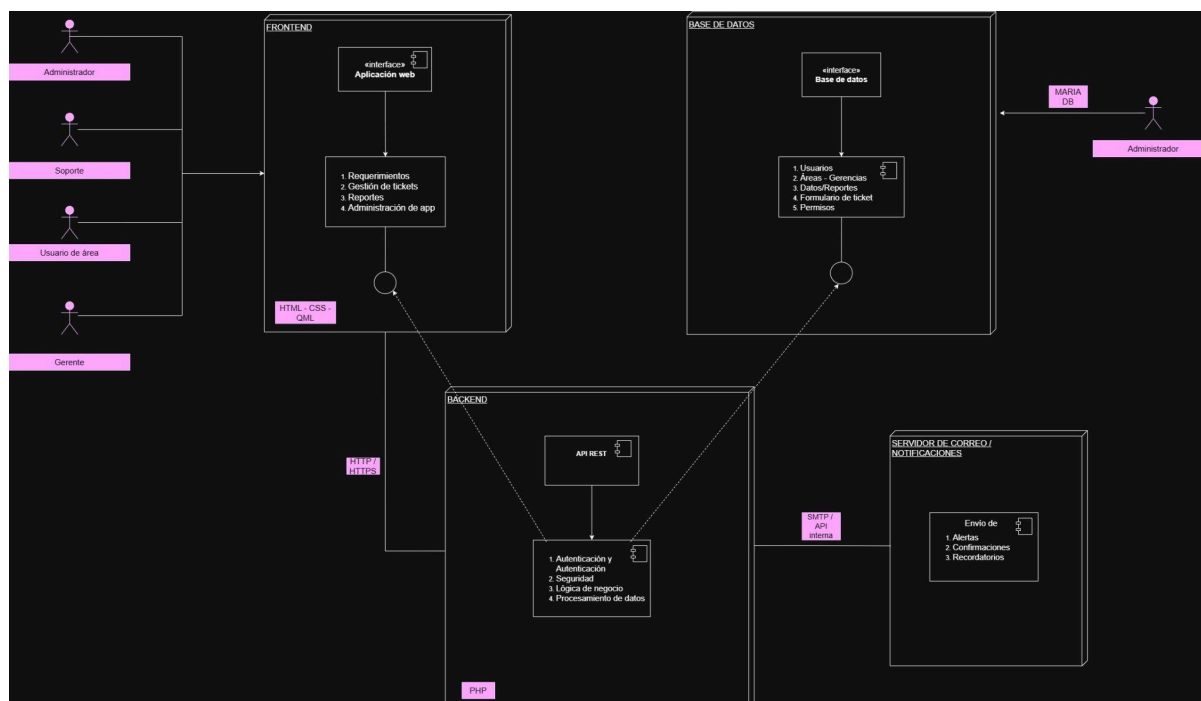 Administrador
Soporte
Usuario de área
Gerente
FRONTEND
«interface»
Aplicación web
1. Requerimientos
2. Gestión de tickets
3. Reportes
4. Administración de app
HTML - CSS -
QML
BASE DE DATOS
«interface»
Base de datos
1. Usuarios
2. Áreas - Gerencias
3. Datos/Reportes
4. Formulario de ticket
5. Permisos
MARIA
DB
Administrador
HTTP /
HTTPS
BACKEND
API REST
1. Autenticación y
Autenticación
2. Seguridad
3. Lógica de negocio
4. Procesamiento de datos
PHP
SMTP /
API
interna
SERVIDOR DE CORREO /
NOTIFICACIONES
Envío de
1. Alertas
2. Confirmaciones
3. Recordatorios